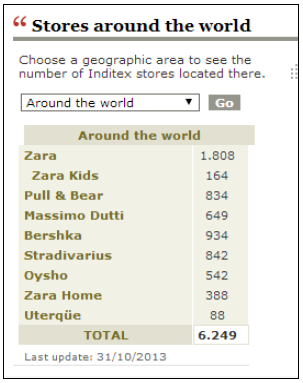 “ Stores around the world
Choose a geographic area to see the
number of Inditex stores located there.
Around the world ▼ Go
Around the world
Zara 1.808
Zara Kids 164
Pull & Bear 834
Massimo Dutti 649
Bershka 934
Stradivarius 842
Oysho 542
Zara Home 388
Uterqüe 88
TOTAL 6.249
Last update: 31/10/2013